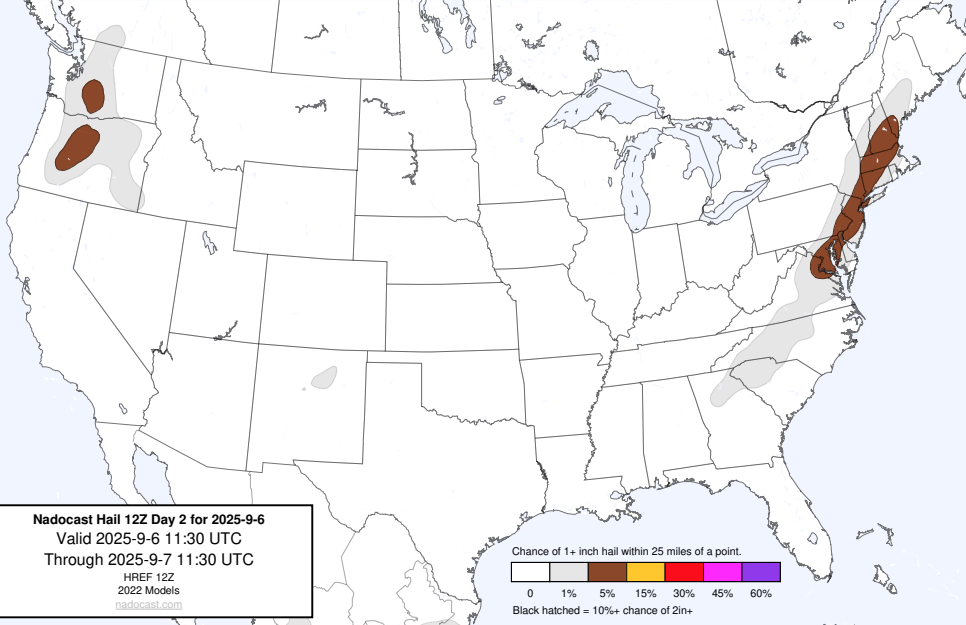 Nadocast Hail 12Z Day 2 for 2025-9-6
Valid 2025-9-6 11:30 UTC
Through 2025-9-7 11:30 UTC
HREF 12Z
2022 Models
nadocast.com
Chance of 1+ inch hail within 25 miles of a point.
0 1% 5% 15% 30% 45% 60%
Black hatched = 10%+ chance of 2in+